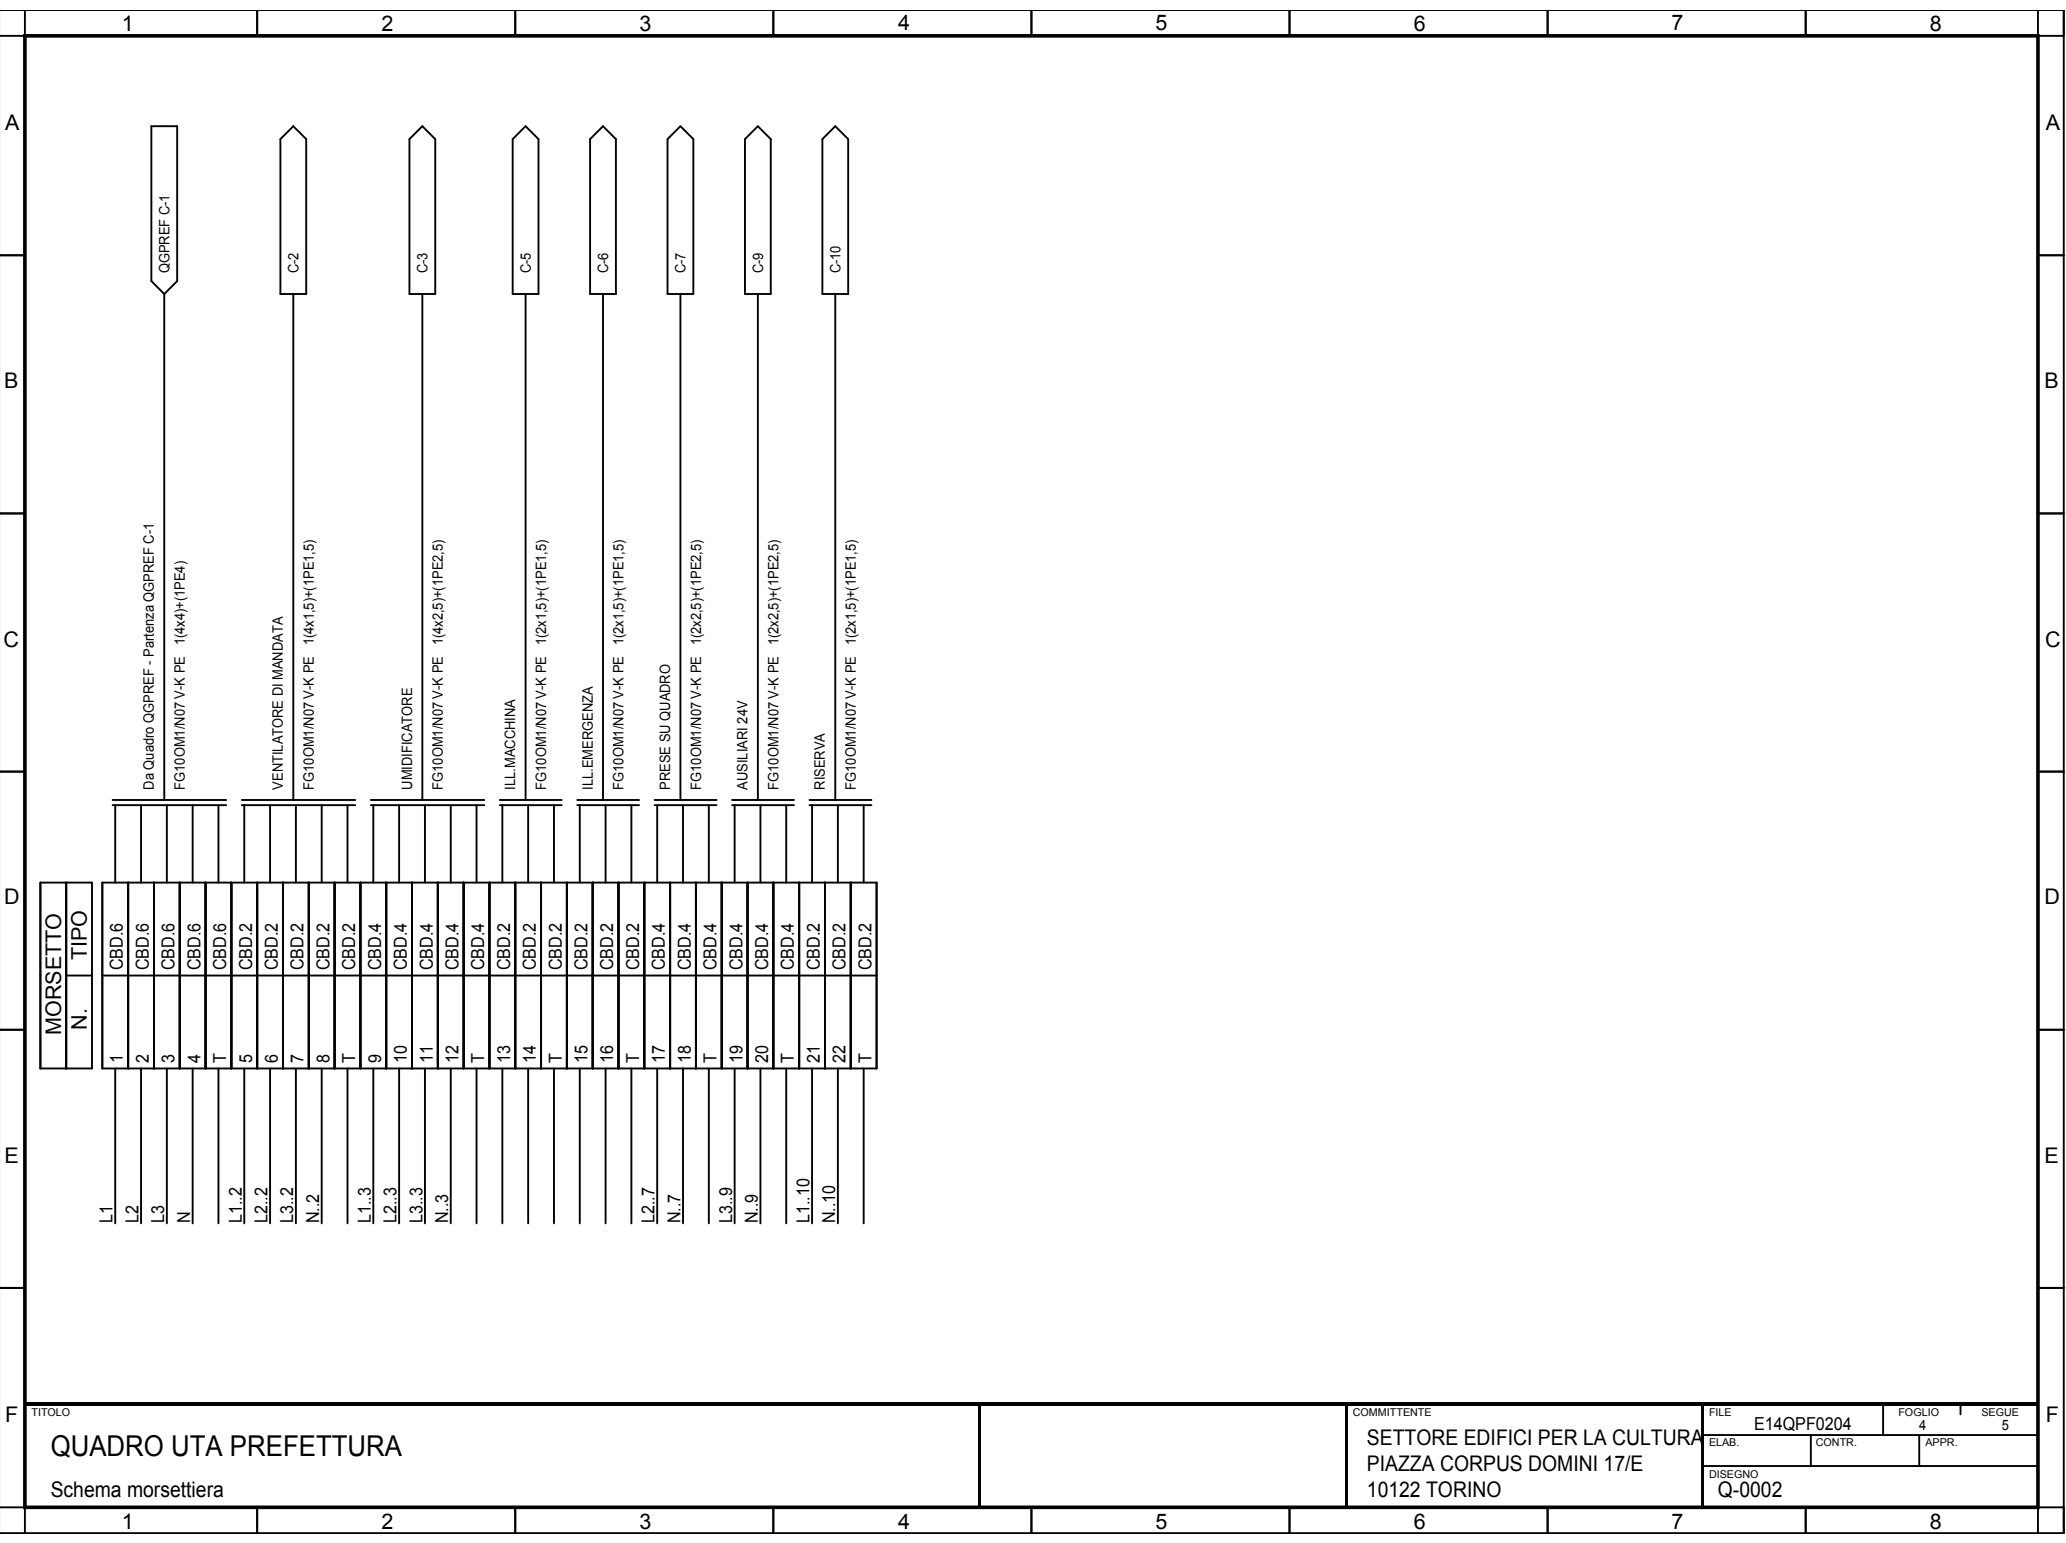 1 2 3 4 5 6 7 8
A A
B B
C C
D D
E E
F F
QGPREF C-1
C-2
C-3
C-5
C-6
C-7
C-9
C-10
Da Quadro QGPREF - Partenza QGPREF C-1
FG10OM1/N07 V-K PE 1(4x4)+(1PE4)
VENTILATORE DI MANDATA
FG10OM1/N07 V-K PE 1(4x1,5)+(1PE1,5)
UMIDIFICATORE
FG10OM1/N07 V-K PE 1(4x2,5)+(1PE2,5)
ILL.MACCHINA
FG10OM1/N07 V-K PE 1(2x1,5)+(1PE1,5)
ILL.EMERGENZA
FG10OM1/N07 V-K PE 1(2x1,5)+(1PE1,5)
PRESE SU QUADRO
FG10OM1/N07 V-K PE 1(2x2,5)+(1PE2,5)
AUSILIARI 24V
FG10OM1/N07 V-K PE 1(2x2,5)+(1PE2,5)
RISERVA
FG10OM1/N07 V-K PE 1(2x1,5)+(1PE1,5)
MORSETTO
N. TIPO
L1 1 CBD.6
L2 2 CBD.6
L3 3 CBD.6
N 4 CBD.6
T CBD.6
L1..2 5 CBD.2
L2..2 6 CBD.2
L3..2 7 CBD.2
N..2 8 CBD.2
T CBD.2
L1..3 9 CBD.4
L2..3 10 CBD.4
L3..3 11 CBD.4
N..3 12 CBD.4
T CBD.4
13 CBD.2
14 CBD.2
T CBD.2
15 CBD.2
16 CBD.2
T CBD.2
L2..7 17 CBD.4
N..7 18 CBD.4
T CBD.4
L3..9 19 CBD.4
N..9 20 CBD.4
T CBD.4
L1..10 21 CBD.2
N..10 22 CBD.2
T CBD.2
TITOLO
QUADRO UTA PREFETTURA
Schema morsettiera
COMMITTENTE
SETTORE EDIFICI PER LA CULTURA
PIAZZA CORPUS DOMINI 17/E
10122 TORINO
FILE
E14QPF0204
FOGLIO
4
SEGUE
5
ELAB. CONTR. APPR.
DISEGNO
Q-0002
1 2 3 4 5 6 7 8